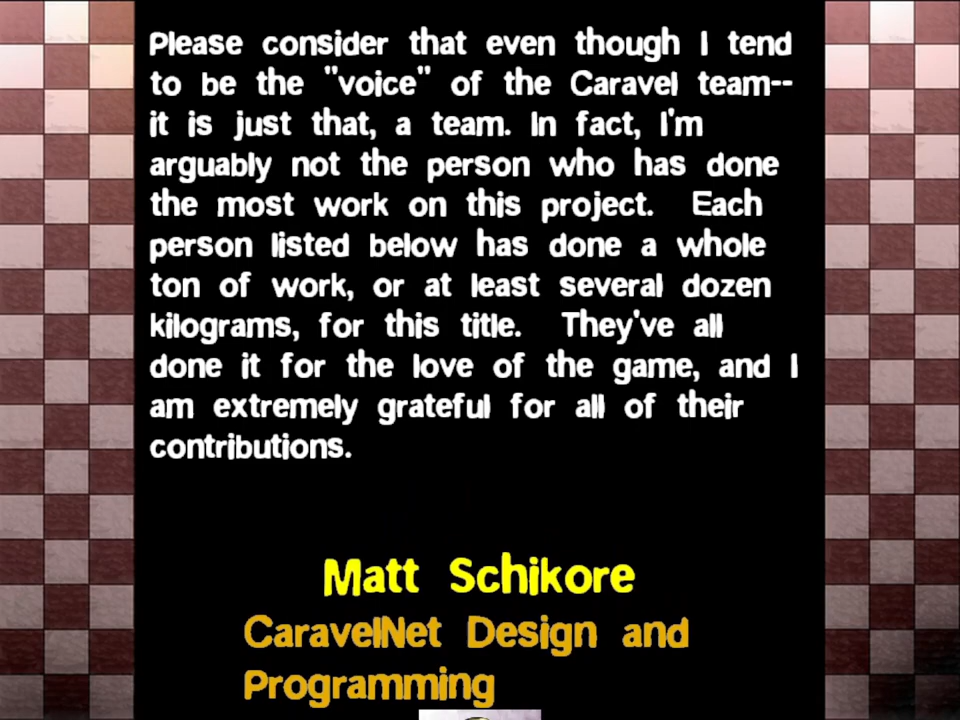 Please consider that even though I tend
to be the "voice" of the Caravel team--
it is just that, a team. In fact, I'm
arguably not the person who has done
the most work on this project. Each
person listed below has done a whole
ton of work, or at least several dozen
kilograms, for this title. They've all
done it for the love of the game, and I
am extremely grateful for all of their
contributions.
Matt Schikore
CaravelNet Design and
Programming